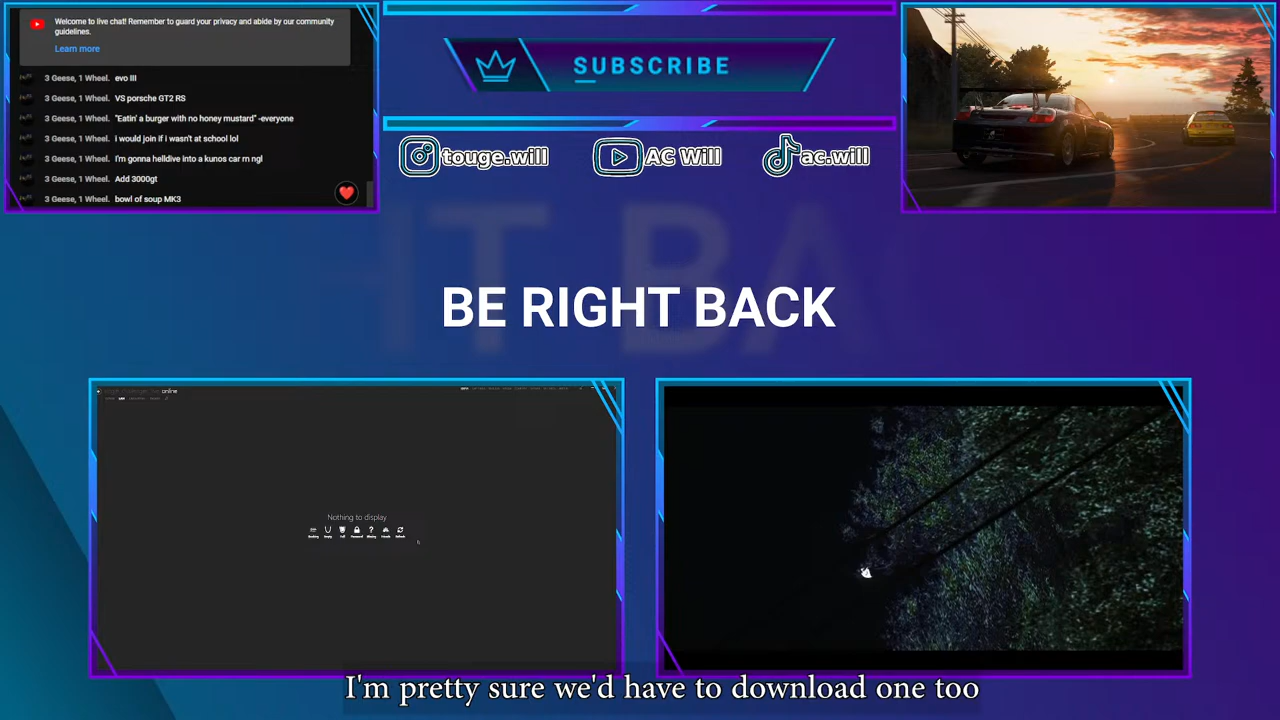 Welcome to live chat! Remember to guard your privacy and abide by our community
guidelines.
Learn more
3 Geese, 1 Wheel. evo III
3 Geese, 1 Wheel. VS porsche GT2 RS
3 Geese, 1 Wheel. "Eatin' a burger with no honey mustard" -everyone
3 Geese, 1 Wheel. i would join if i wasn't at school lol
3 Geese, 1 Wheel. I'm gonna helldive into a kunos car rn ngl
3 Geese, 1 Wheel. Add 3000gt
3 Geese, 1 Wheel. bowl of soup MK3
SUBSCRIBE
touge.will
AC Will
ac.will
HT BA
BE RIGHT BACK
online
Nothing to display
I'm pretty sure we'd have to download one too